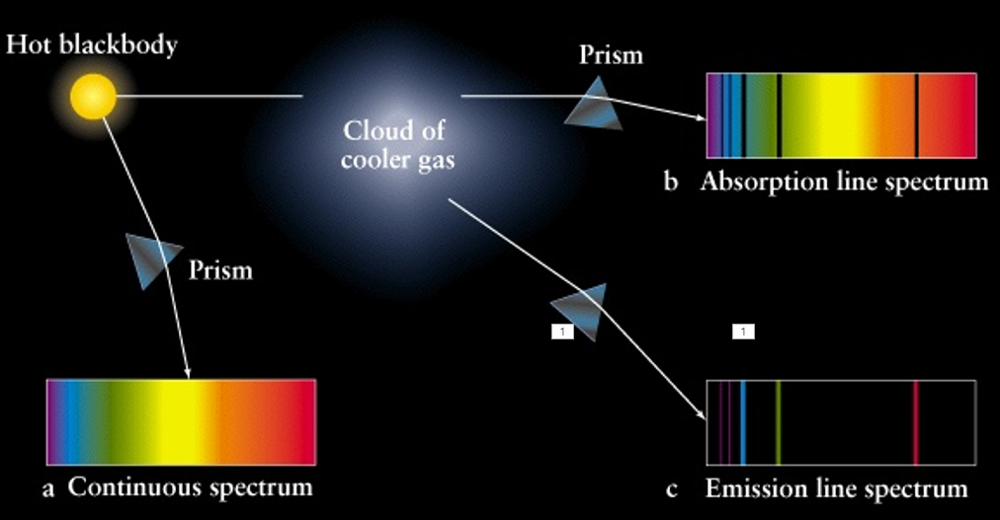 Hot blackbody
Prism
Cloud of
cooler gas
b Absorption line spectrum
Prism
1
1
a Continuous spectrum
c Emission line spectrum